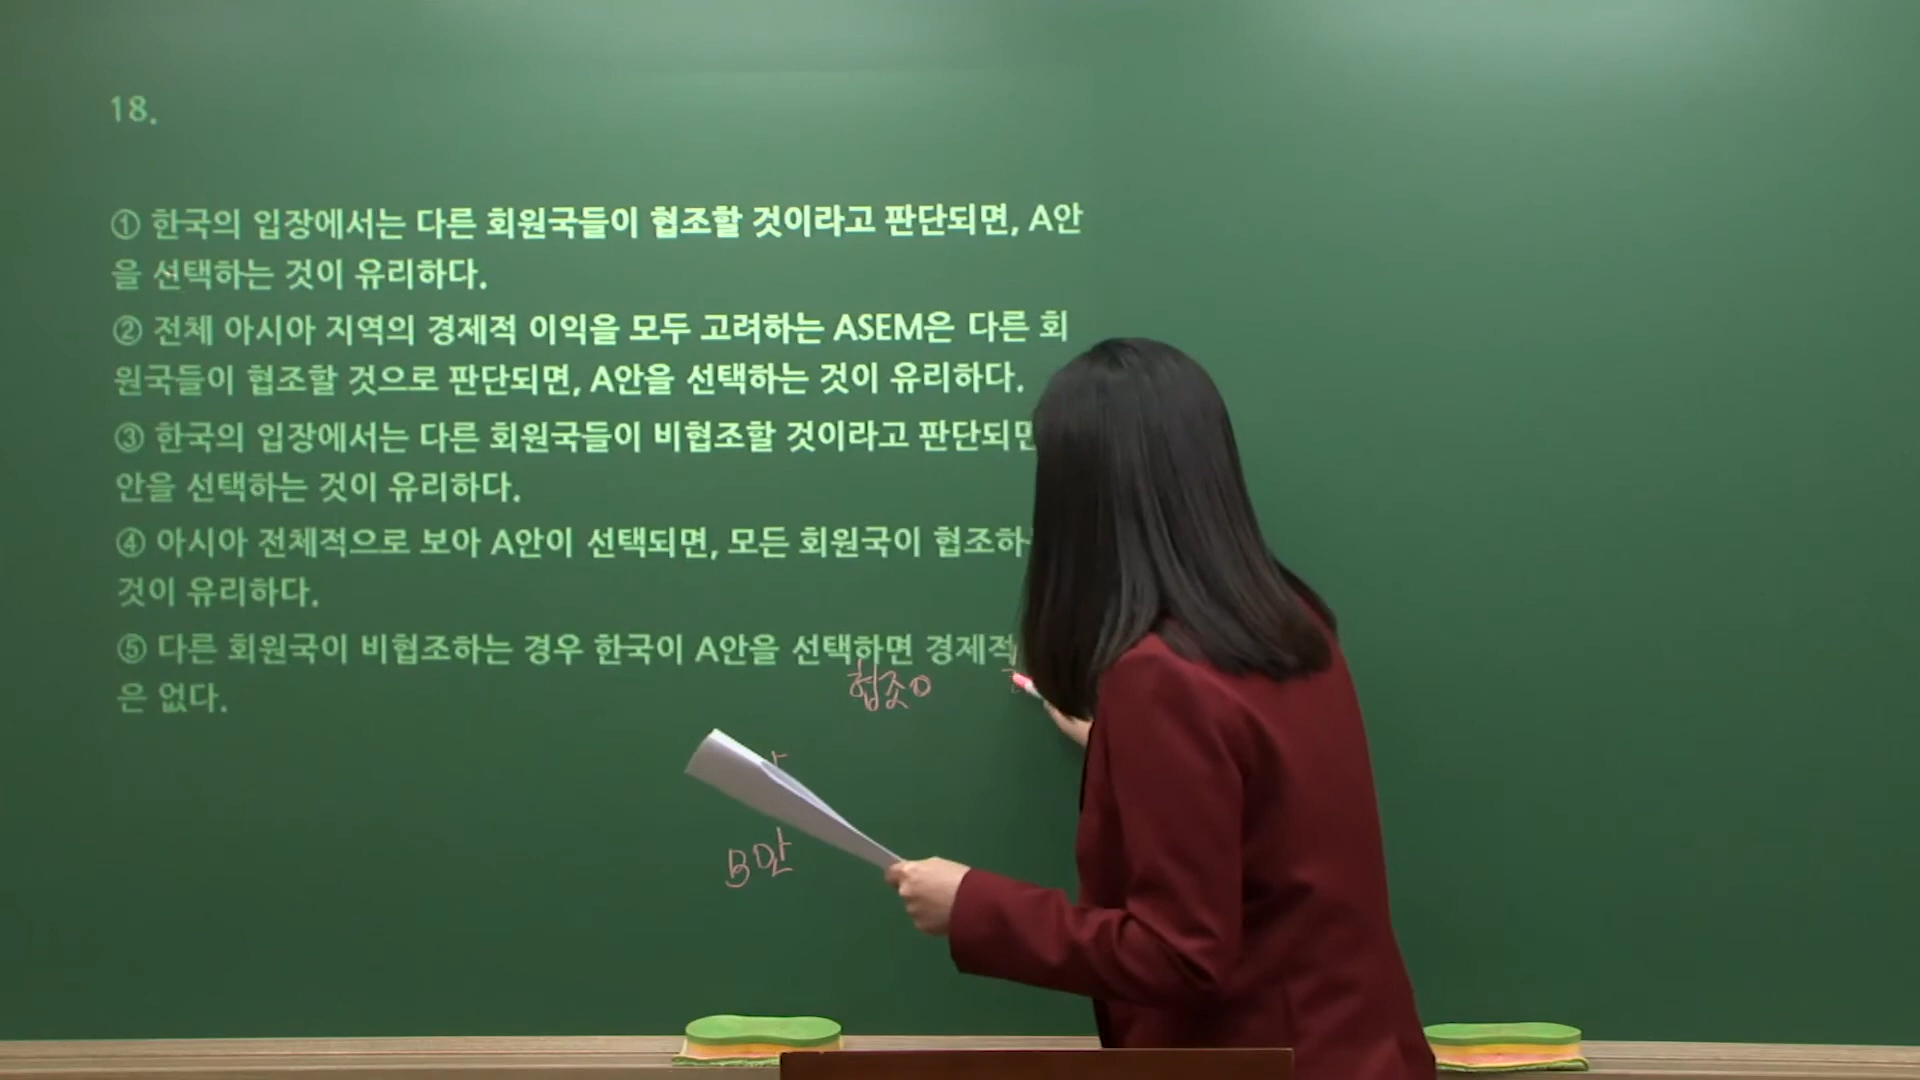 18.
① 한국의 입장에서는 다른 회원국들이 협조할 것이라고 판단되면, A안
을 선택하는 것이 유리하다.
② 전체 아시아 지역의 경제적 이익을 모두 고려하는 ASEM은 다른 회
원국들이 협조할 것으로 판단되면, A안을 선택하는 것이 유리하다.
③ 한국의 입장에서는 다른 회원국들이 비협조할 것이라고
안을 선택하는 것이 유리하다.
④ 아시아 전체적으로 보아 A안이 선택되면, 모든 회원국이
것이 유리하다.
⑤ 다른 회원국이 비협조하는 경우 한국이 A안을 선택하면 경제적
은 없다.
협조O
B안